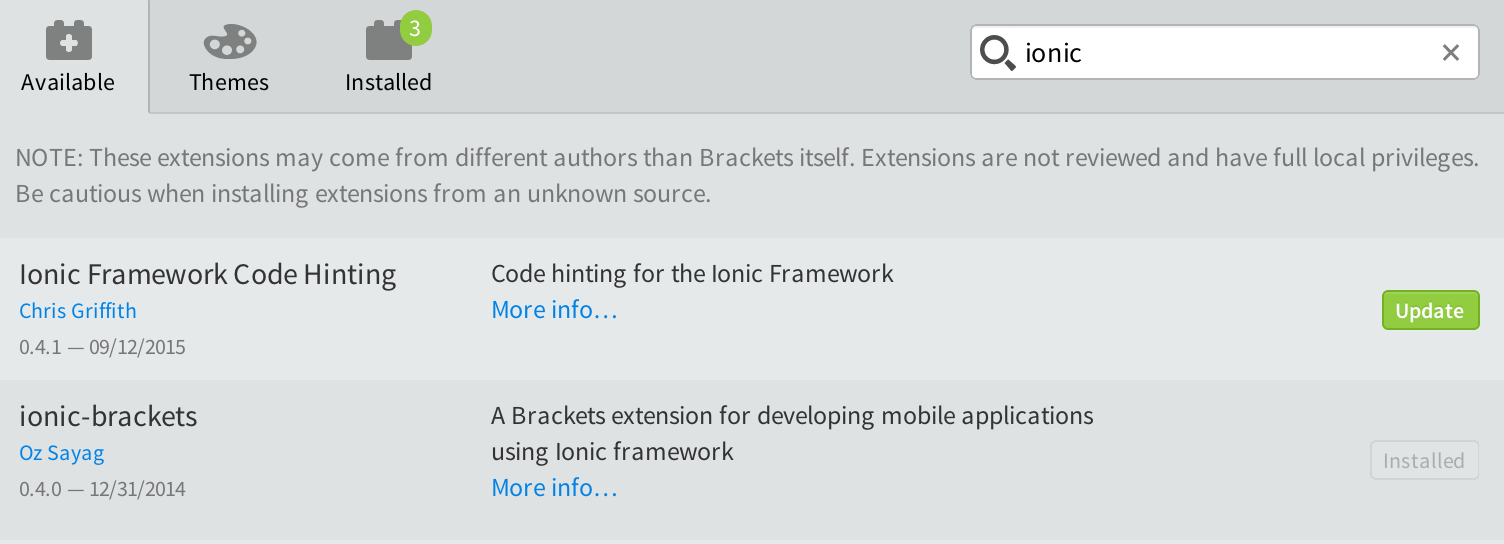 Available
Themes
Installed
3
ionic
NOTE: These extensions may come from different authors than Brackets itself. Extensions are not reviewed and have full local privileges.
Be cautious when installing extensions from an unknown source.
Ionic Framework Code Hinting
Chris Griffith
0.4.1 — 09/12/2015
Code hinting for the Ionic Framework
More info…
Update
ionic-brackets
Oz Sayag
0.4.0 — 12/31/2014
A Brackets extension for developing mobile applications
using Ionic framework
More info…
Installed